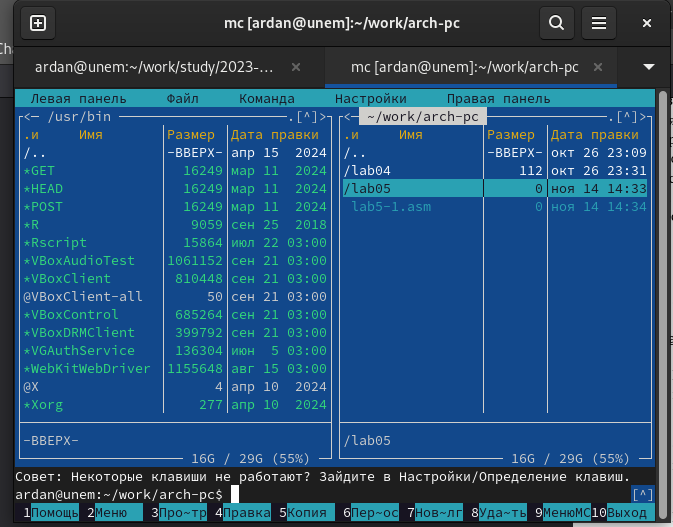 mc [ardan@unem]:~/work/arch-pc
ardan@unem:~/work/study/2023-... × mc [ardan@unem]:~/work/arch-pc ×
Левая панель Файл Команда Настройки Правая панель
<— /usr/bin .[^]> <— ~/work/arch-pc .[^]>
.и Имя Размер Дата правки .и Имя Размер Дата правки
/.. -ВВЕРХ- апр 15 2024 /.. -ВВЕРХ- окт 26 23:09
*GET 16249 мар 11 2024 /lab04 112 окт 26 23:31
*HEAD 16249 мар 11 2024 /lab05 0 ноя 14 14:33
*POST 16249 мар 11 2024 lab5-1.asm 0 ноя 14 14:34
*R 9059 сен 25 2018
*Rscript 15864 июл 22 03:00
*VBoxAudioTest 1061152 сен 21 03:00
*VBoxClient 810448 сен 21 03:00
@VBoxClient-all 50 сен 21 03:00
*VBoxControl 685264 сен 21 03:00
*VBoxDRMClient 399792 сен 21 03:00
*VGAuthService 136304 июн 5 03:00
*WebKitWebDriver 1155648 авг 15 03:00
@X 4 апр 10 2024
*Xorg 277 апр 10 2024
-ВВЕРХ- /lab05
16G / 29G (55%) 16G / 29G (55%)
Совет: Некоторые клавиши не работают? Зайдите в Настройки/Определение клавиш.
ardan@unem:~/work/arch-pc$ [^]
1Помощь 2Меню 3Про~тр 4Правка 5Копия 6Пер~ос 7Нов~лг 8Уда~ть 9МенюМС 10Выход